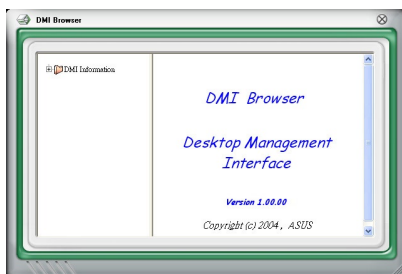 DMI Browser
DMI Information
DMI Browser
Desktop Management
Interface
Version 1.00.00
Copyright (c) 2004 , ASUS